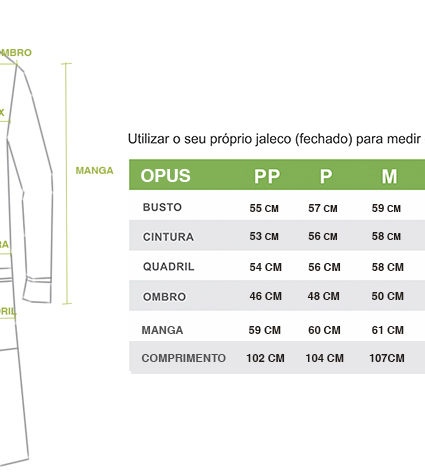 MBRO
X
MANGA
RA
RIL
Utilizar o seu próprio jaleco (fechado) para medir
OPUS PP P M
BUSTO 55 CM 57 CM 59 CM
CINTURA 53 CM 56 CM 58 CM
QUADRIL 54 CM 56 CM 58 CM
OMBRO 46 CM 48 CM 50 CM
MANGA 59 CM 60 CM 61 CM
COMPRIMENTO 102 CM 104 CM 107CM